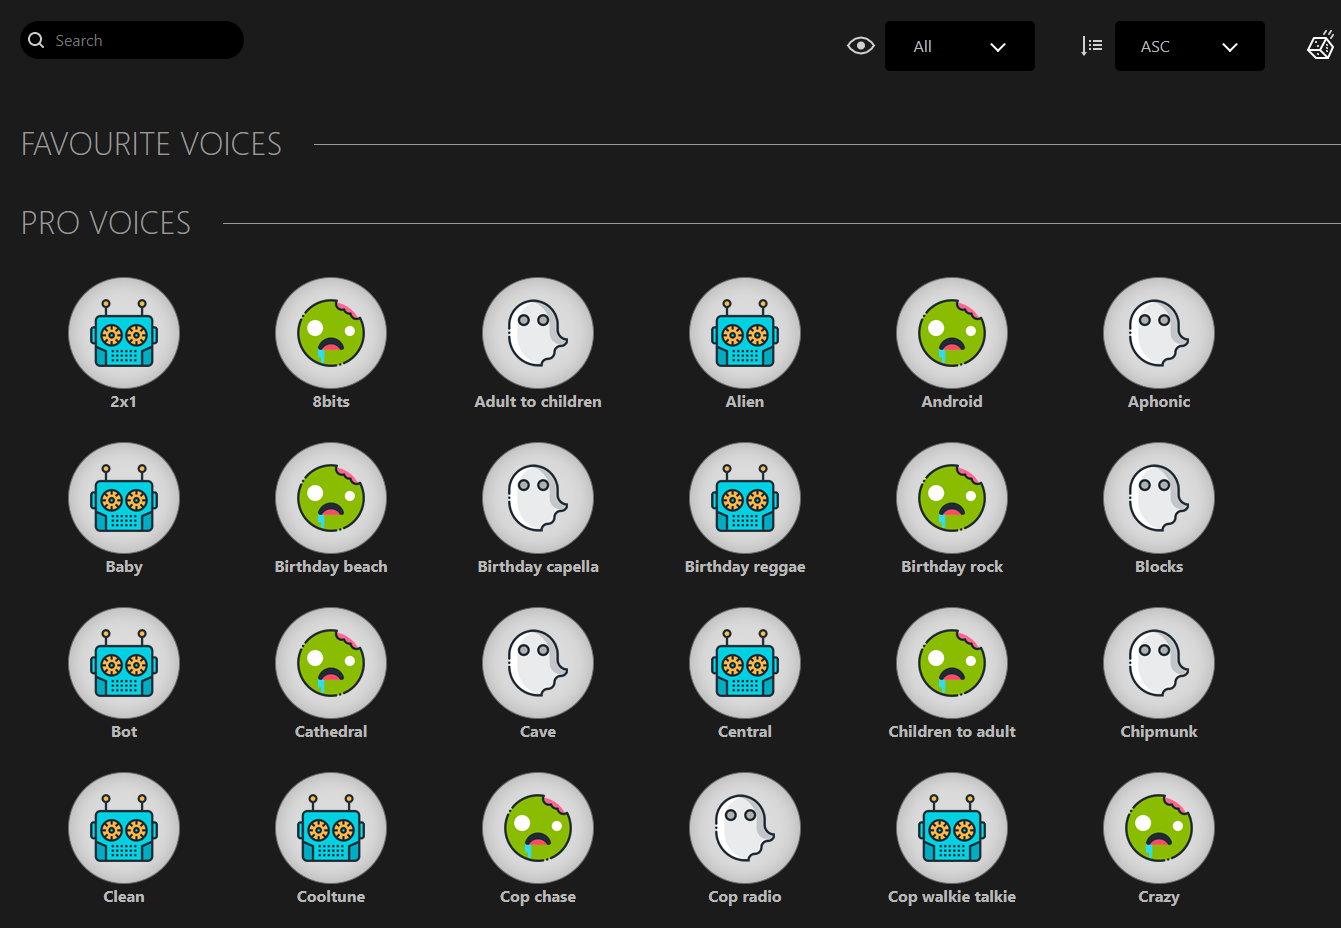 Search
All
ASC
FAVOURITE VOICES
PRO VOICES
2x1
8bits
Adult to children
Alien
Android
Aphonic
Baby
Birthday beach
Birthday capella
Birthday reggae
Birthday rock
Blocks
Bot
Cathedral
Cave
Central
Children to adult
Chipmunk
Clean
Cooltune
Cop chase
Cop radio
Cop walkie talkie
Crazy